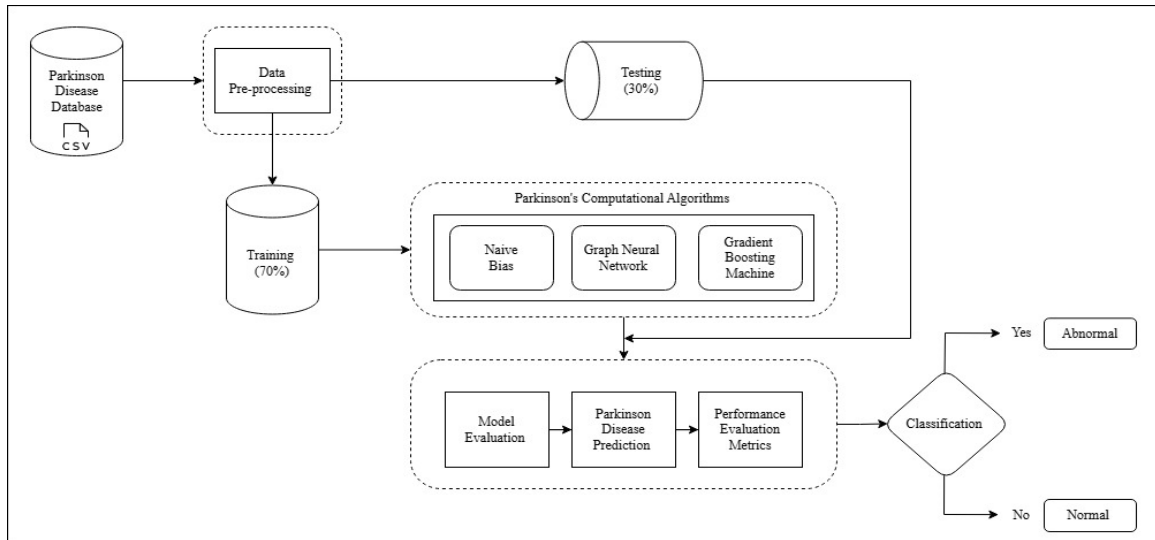 Parkinson
Disease
Database
CSV
Data
Pre-processing
Testing
(30%)
Training
(70%)
Parkinson's Computational Algorithms
Naive
Bias
Graph Neural
Network
Gradient
Boosting
Machine
Model
Evaluation
Parkinson
Disease
Prediction
Performance
Evaluation
Metrics
Classification
Yes
Abnormal
No
Normal